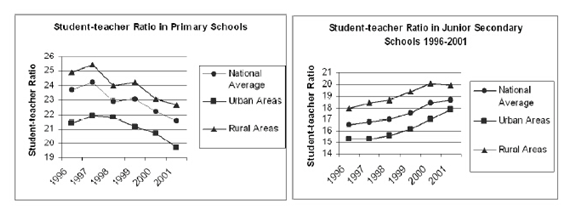 Student-teacher Ratio in Primary Schools
Student-teacher Ratio
26
25
24
23
22
21
20
19
1996
1997
1998
1999
2000
2001
National
Average
Urban Areas
Rural Areas
Student-teacher Ratio in Junior Secondary
Schools 1996-2001
Student-teacher Ratio
21
20
19
18
17
16
15
14
1996
1997
1998
1999
2000
2001
National
Average
Urban Areas
Rural Areas